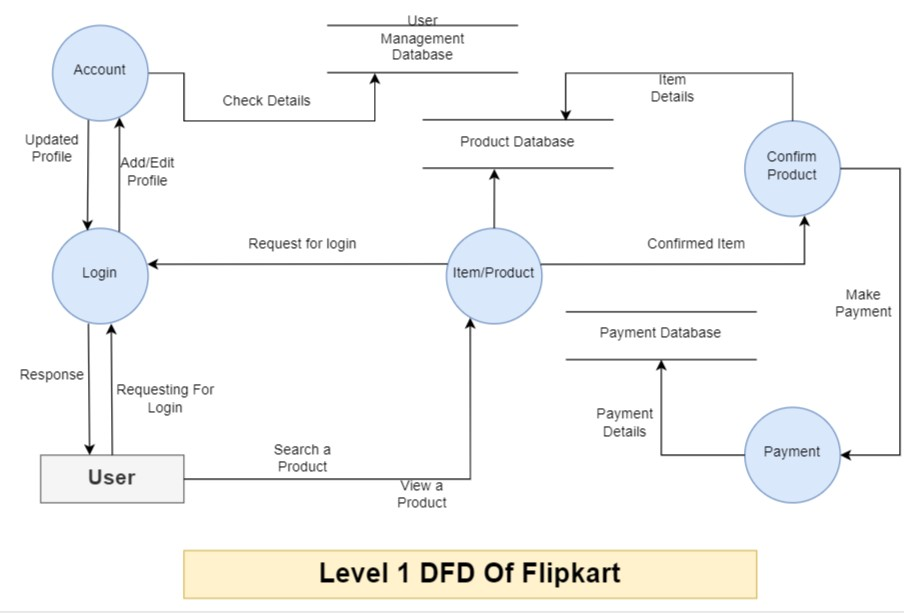 User
Management
Database
Account
Check Details
Item
Details
Product Database
Confirm
Product
Updated
Profile
Add/Edit
Profile
Request for login
Confirmed Item
Login
Item/Product
Make
Payment
Payment Database
Response
Requesting For
Login
Payment
Details
Payment
Search a
Product
User
View a
Product
Level 1 DFD Of Flipkart